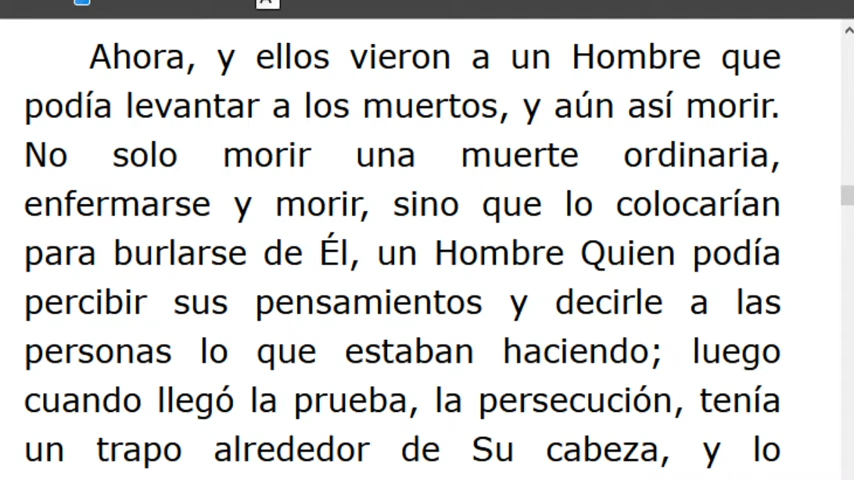 Ahora, y ellos vieron a un Hombre que
podía levantar a los muertos, y aún así morir.
No solo morir una muerte ordinaria,
enfermarse y morir, sino que lo colocarían
para burlarse de Él, un Hombre Quien podía
percibir sus pensamientos y decirle a las
personas lo que estaban haciendo; luego
cuando llegó la prueba, la persecución, tenía
un trapo alrededor de Su cabeza, y lo